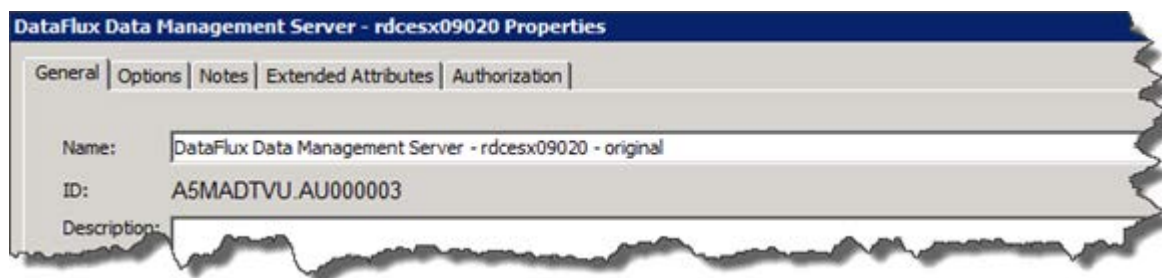 DataFlux Data Management Server - rdcesx09020 Properties
General Options Notes Extended Attributes Authorization
Name: DataFlux Data Management Server - rdcesx09020 - original
ID: A5MADTVU.AU000003
Description: